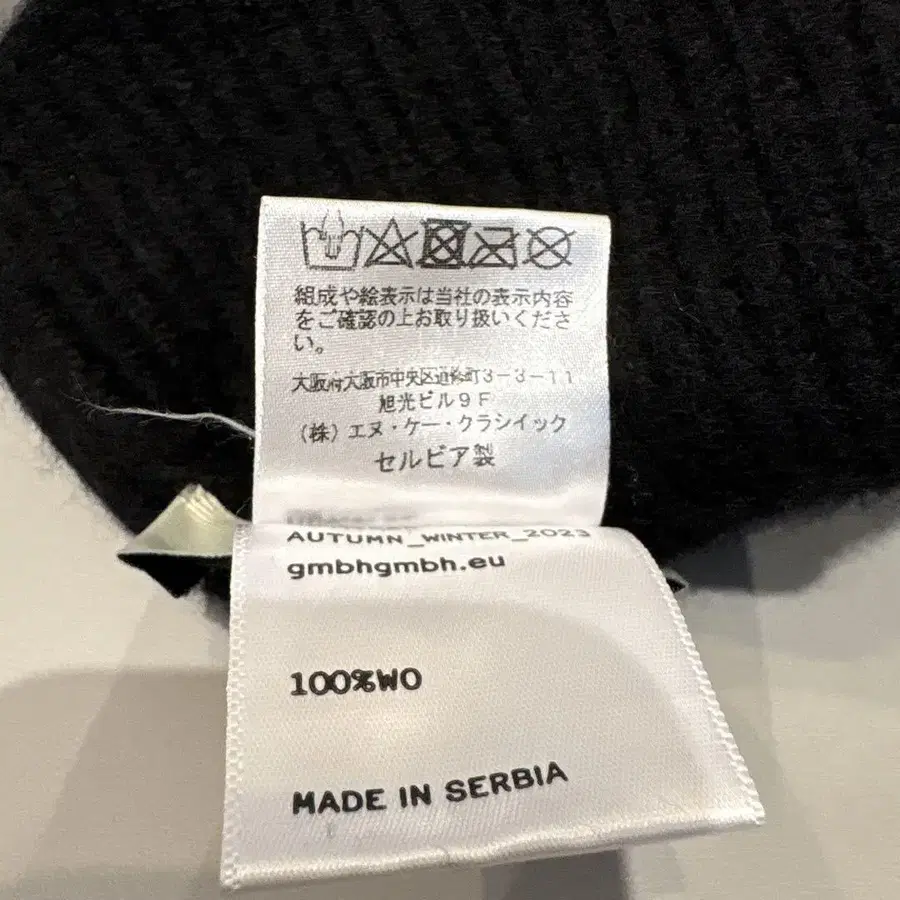 組成や絵表示は当社の表示内容
をご確認の上お取り扱いくださ
い。
大阪府大阪市中央区道修町3-3-11
旭光ビル9F
(株)エヌ・ケー・クラシイック
セルビア製
AUTUMN_WINTER_2023
gmbhgmbh.eu
100%WO
MADE IN SERBIA